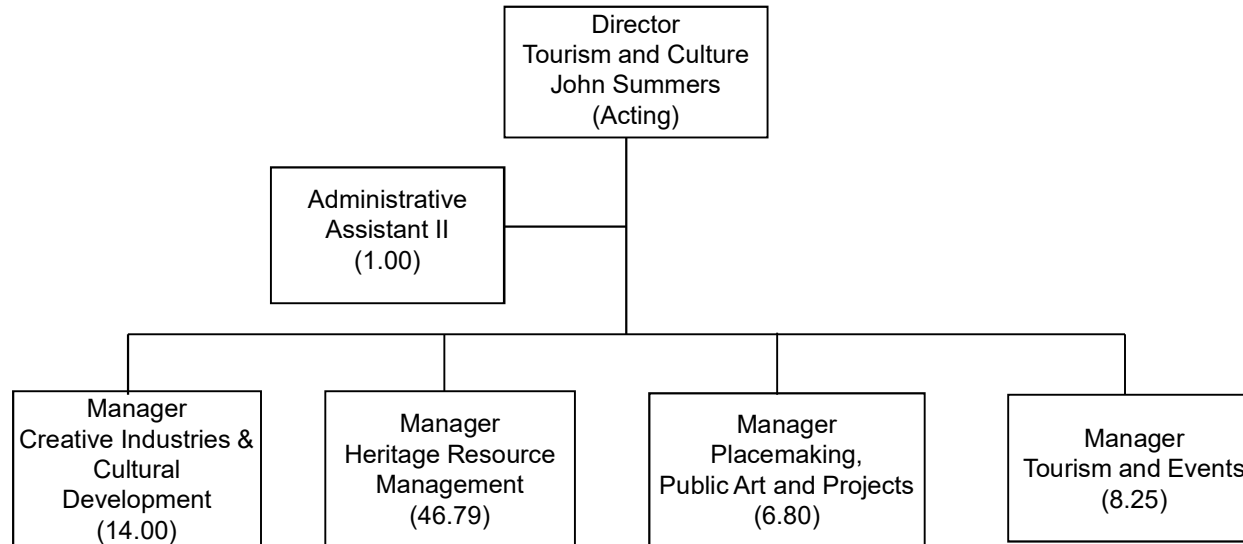 Director
Tourism and Culture
John Summers
(Acting)
Administrative
Assistant II
(1.00)
Manager
Creative Industries &
Cultural
Development
(14.00)
Manager
Heritage Resource
Management
(46.79)
Manager
Placemaking,
Public Art and Projects
(6.80)
Manager
Tourism and Events
(8.25)